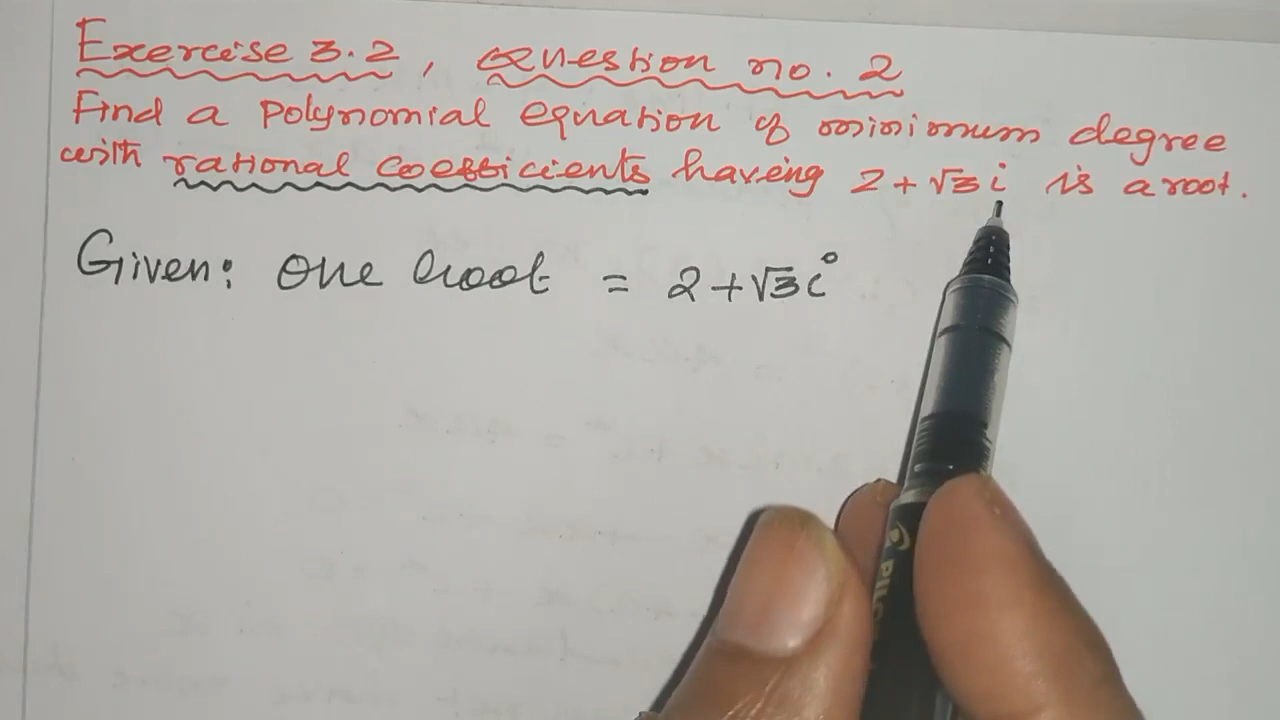 Exercise 3.2, Question no. 2
Find a polynomial equation of minimum degree
with rational coefficients having 2+√3i is a root.
Given: One root = 2+√3i